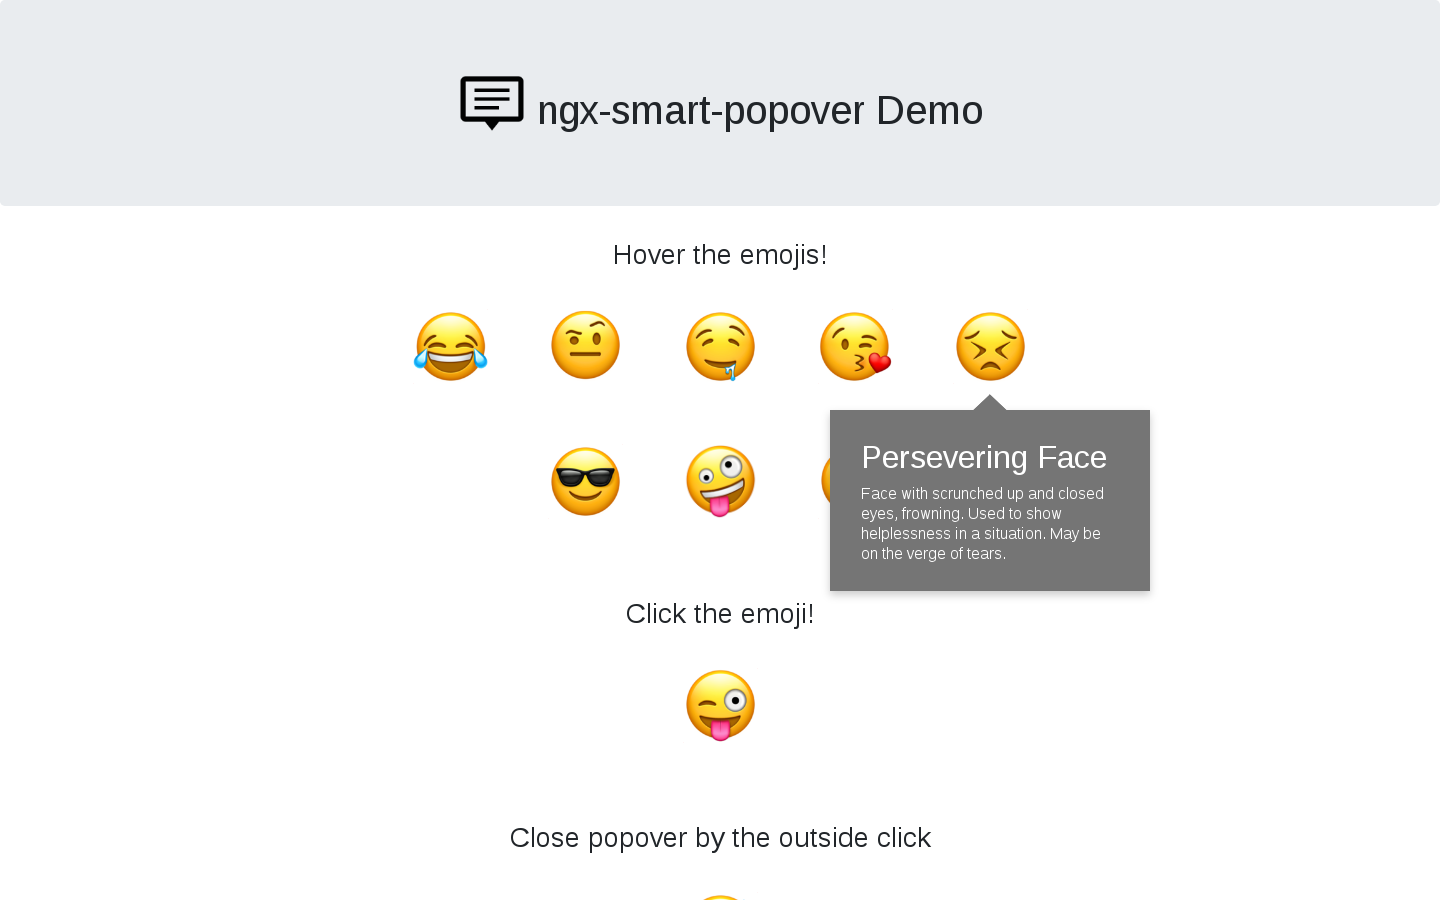 ngx-smart-popover Demo
Hover the emojis!
Persevering Face
Face with scrunched up and closed
eyes, frowning. Used to show
helplessness in a situation. May be
on the verge of tears.
Click the emoji!
Close popover by the outside click